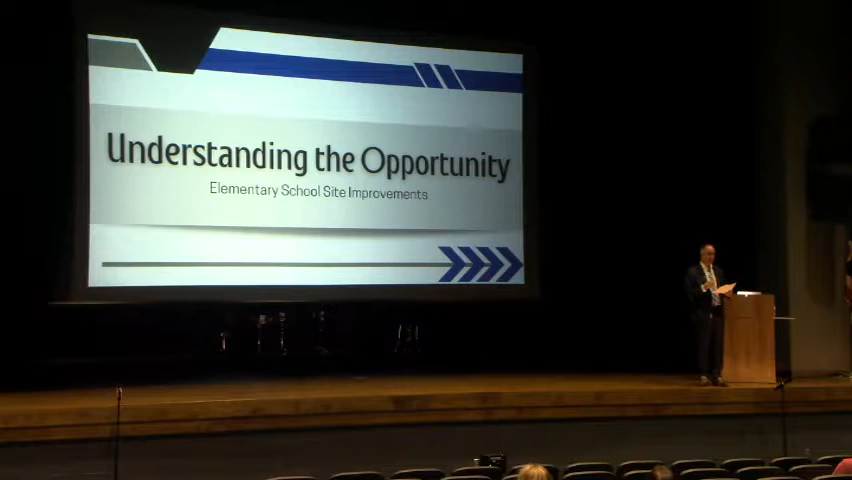 Understanding the Opportunity
Elementary School Site Improvements